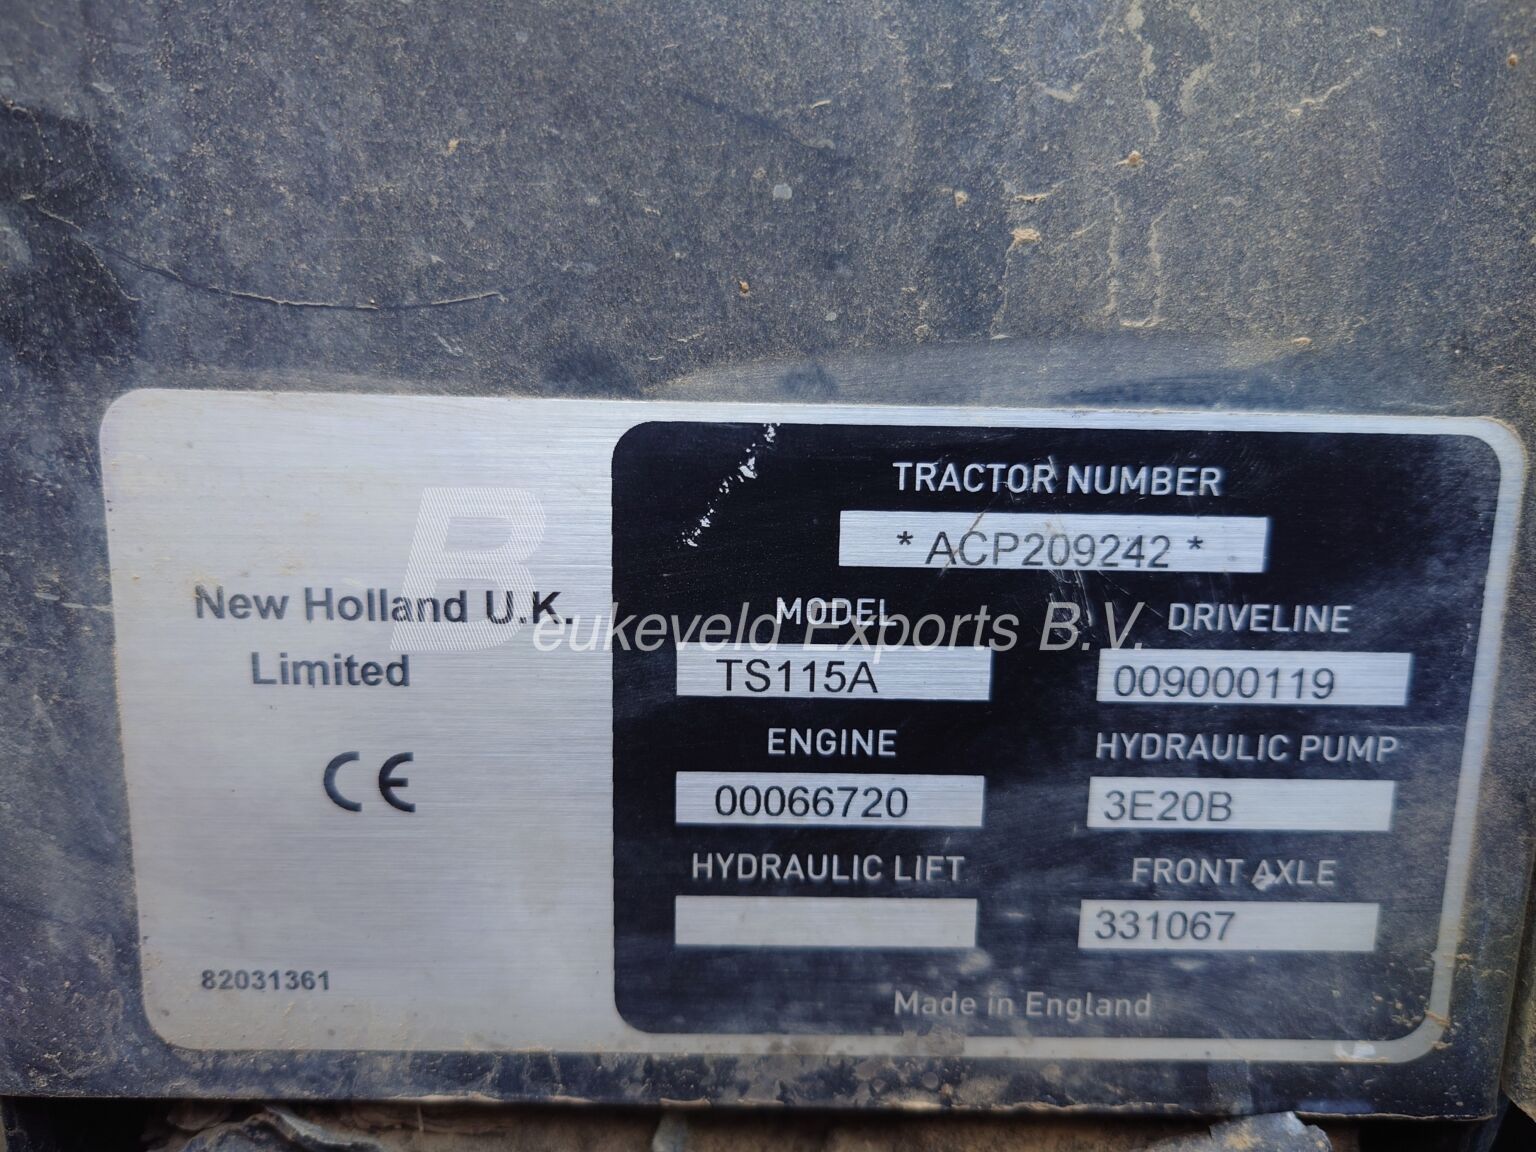 New Holland U.K.
Limited
CE
82031361
TRACTOR NUMBER
* ACP209242 *
MODEL
TS115A
DRIVELINE
009000119
ENGINE
00066720
HYDRAULIC PUMP
3E20B
HYDRAULIC LIFT
FRONT AXLE
331067
Made in England
Beukeveld Exports B.V.